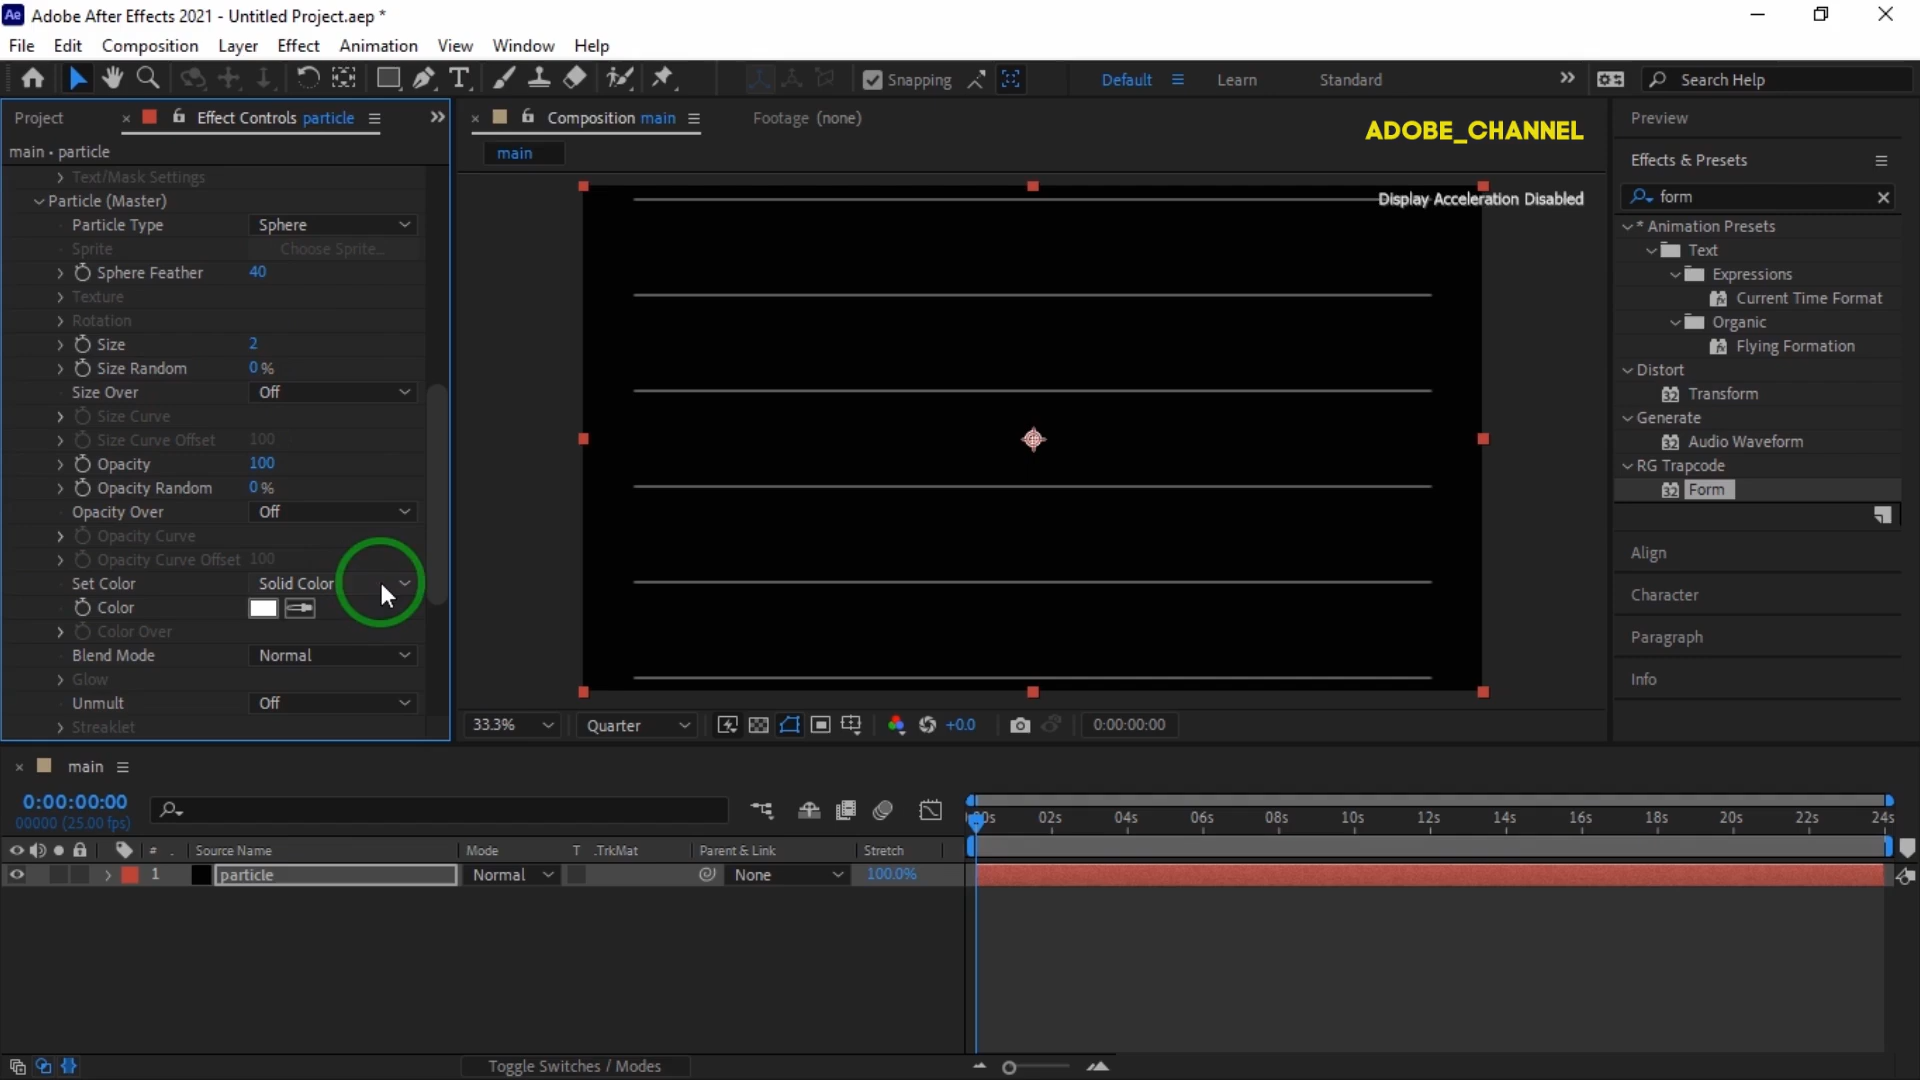 Ae Adobe After Effects 2021 - Untitled Project.aep *
File Edit Composition Layer Effect Animation View Window Help
T Snapping Default Learn Standard Search Help
Project Effect Controls particle Composition main Footage (none) ADOBE_CHANNEL Preview
main • particle
main
Effects & Presets
form
Display Acceleration Disabled
Text/Mask Settings
Particle (Master)
Particle Type Sphere
Sprite Choose Sprite...
Sphere Feather 40
Texture
Rotation
Size 2
Size Random 0 %
Size Over Off
Size Curve
Size Curve Offset 100
Opacity 100
Opacity Random 0 %
Opacity Over Off
Opacity Curve
Opacity Curve Offset 100
Set Color Solid Color
Color
Color Over
Blend Mode Normal
Glow
Unmult Off
Streaklet
* Animation Presets
Text
Expressions
Current Time Format
Organic
Flying Formation
Distort
32 Transform
Generate
32 Audio Waveform
RG Trapcode
32 Form
Align
Character
Paragraph
Info
33.3% Quarter +0.0 0:00:00:00
main
0:00:00:00
00000 (25.00 fps)
:00s 02s 04s 06s 08s 10s 12s 14s 16s 18s 20s 22s 24s
# . Source Name Mode T .TrkMat Parent & Link Stretch
1 particle Normal None 100.0%
Toggle Switches / Modes